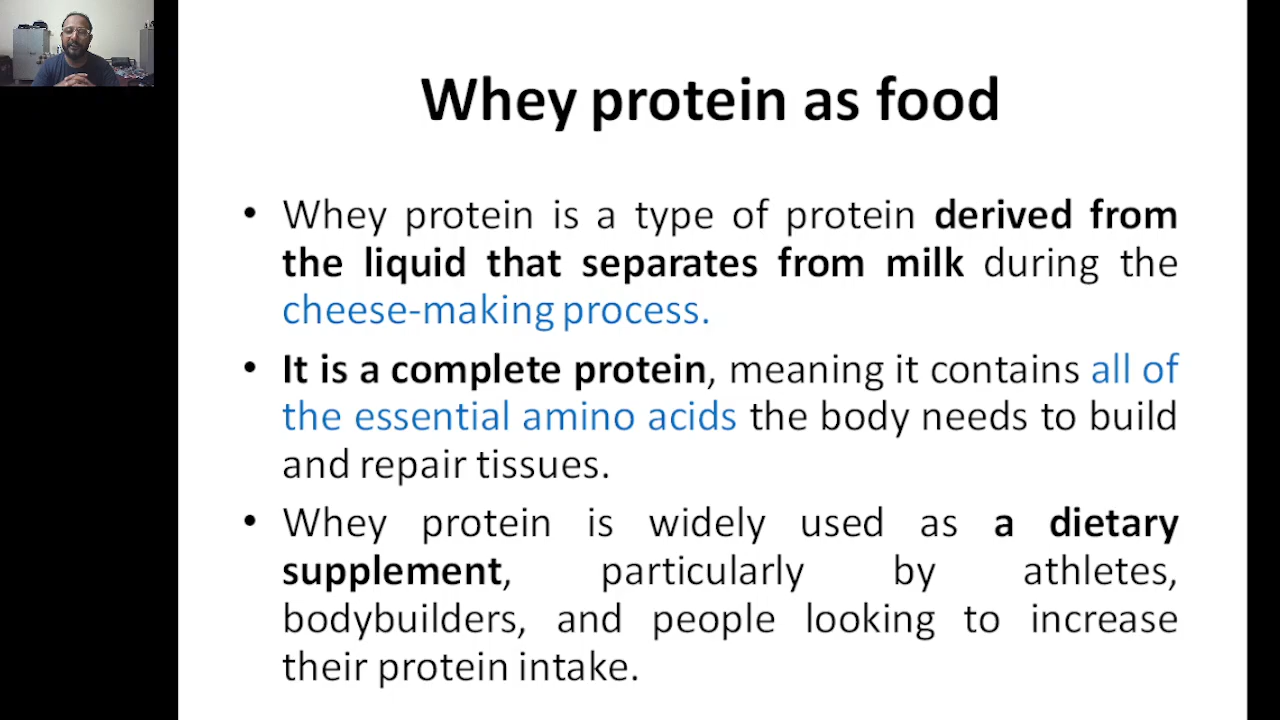 Whey protein as food
• Whey protein is a type of protein derived from
the liquid that separates from milk during the
cheese-making process.
• It is a complete protein, meaning it contains all of
the essential amino acids the body needs to build
and repair tissues.
• Whey protein is widely used as a dietary
supplement, particularly by athletes,
bodybuilders, and people looking to increase
their protein intake.